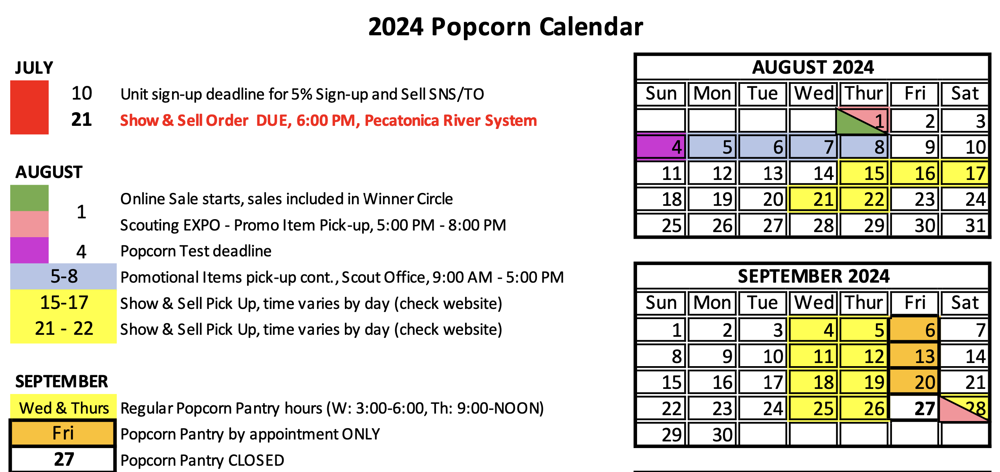 2024 Popcorn Calendar
JULY
10 Unit sign-up deadline for 5% Sign-up and Sell SNS/TO
21 Show & Sell Order DUE, 6:00 PM, Pecatonica River System
AUGUST
1
Online Sale starts, sales included in Winner Circle
Scouting EXPO - Promo Item Pick-up, 5:00 PM - 8:00 PM
4 Popcorn Test deadline
5-8 Pomotional Items pick-up cont., Scout Office, 9:00 AM - 5:00 PM
15-17 Show & Sell Pick Up, time varies by day (check website)
21 - 22 Show & Sell Pick Up, time varies by day (check website)
SEPTEMBER
Wed & Thurs Regular Popcorn Pantry hours (W: 3:00-6:00, Th: 9:00-NOON)
Fri Popcorn Pantry by appointment ONLY
27 Popcorn Pantry CLOSED
AUGUST 2024
Sun Mon Tue Wed Thur Fri Sat
1 2 3
4 5 6 7 8 9 10
11 12 13 14 15 16 17
18 19 20 21 22 23 24
25 26 27 28 29 30 31
SEPTEMBER 2024
Sun Mon Tue Wed Thur Fri Sat
1 2 3 4 5 6 7
8 9 10 11 12 13 14
15 16 17 18 19 20 21
22 23 24 25 26 27 28
29 30